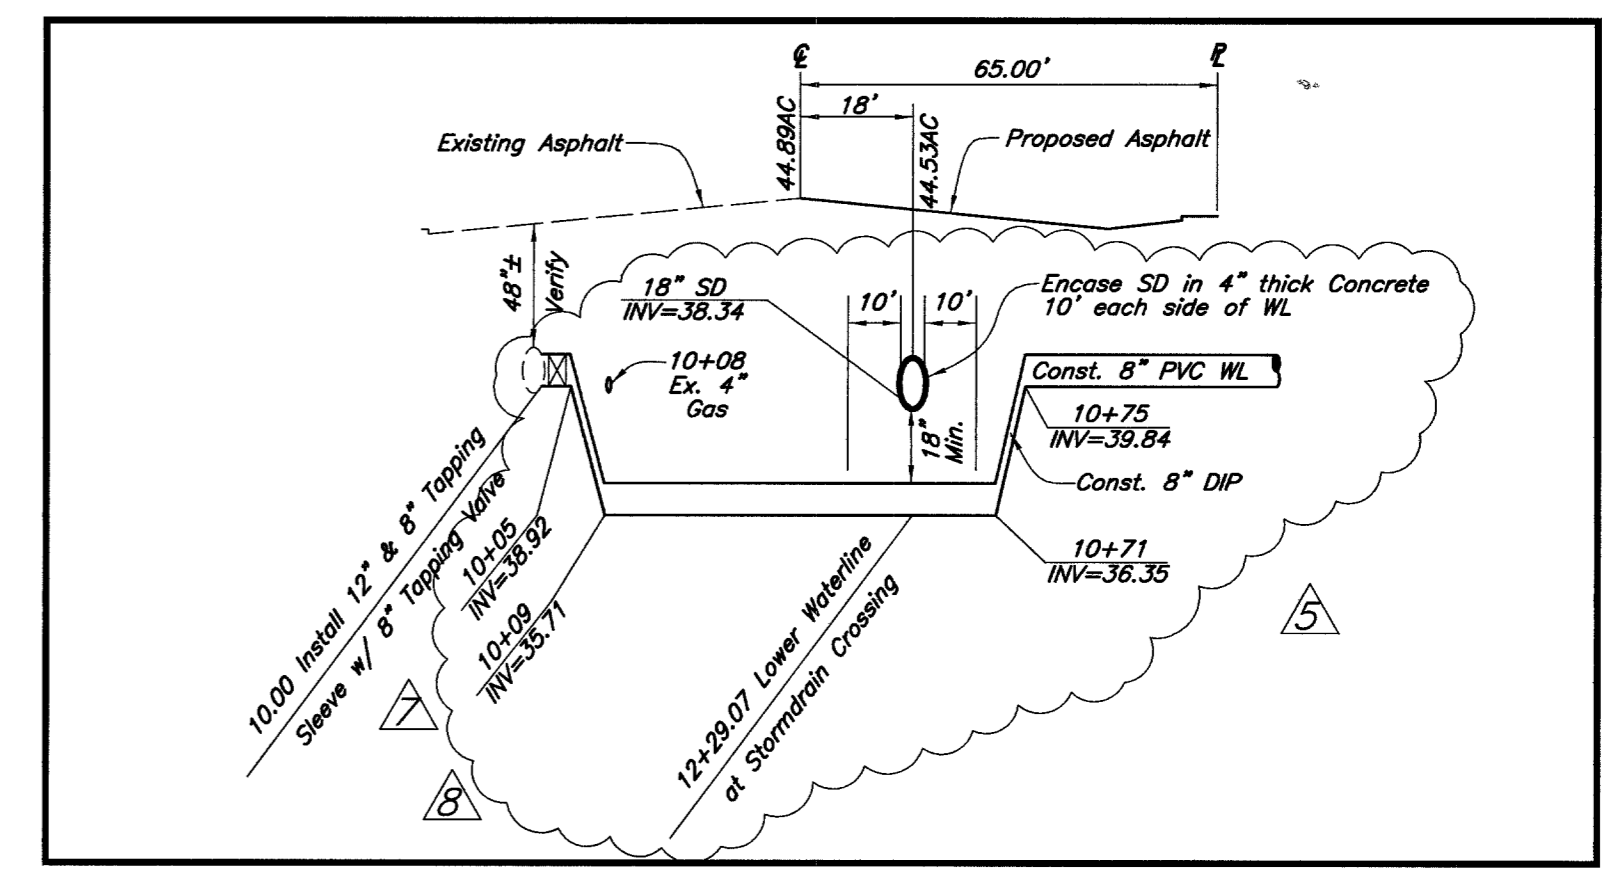 ℄
65.00'
⅊
18'
44.89AC
44.53AC
Existing Asphalt
Proposed Asphalt
48"±
Verify
18" SD
INV=38.34
10'
10'
Encase SD in 4" thick Concrete
10' each side of WL
10+08
Ex. 4"
Gas
Const. 8" PVC WL
18"
Min.
10+75
INV=39.84
Const. 8" DIP
10.00 Install 12" & 8" Tapping
Sleeve w/ 8" Tapping Valve
10+05
INV=38.92
10+09
INV=35.71
12+29.07 Lower Waterline
at Stormdrain Crossing
10+71
INV=36.35
5
7
8